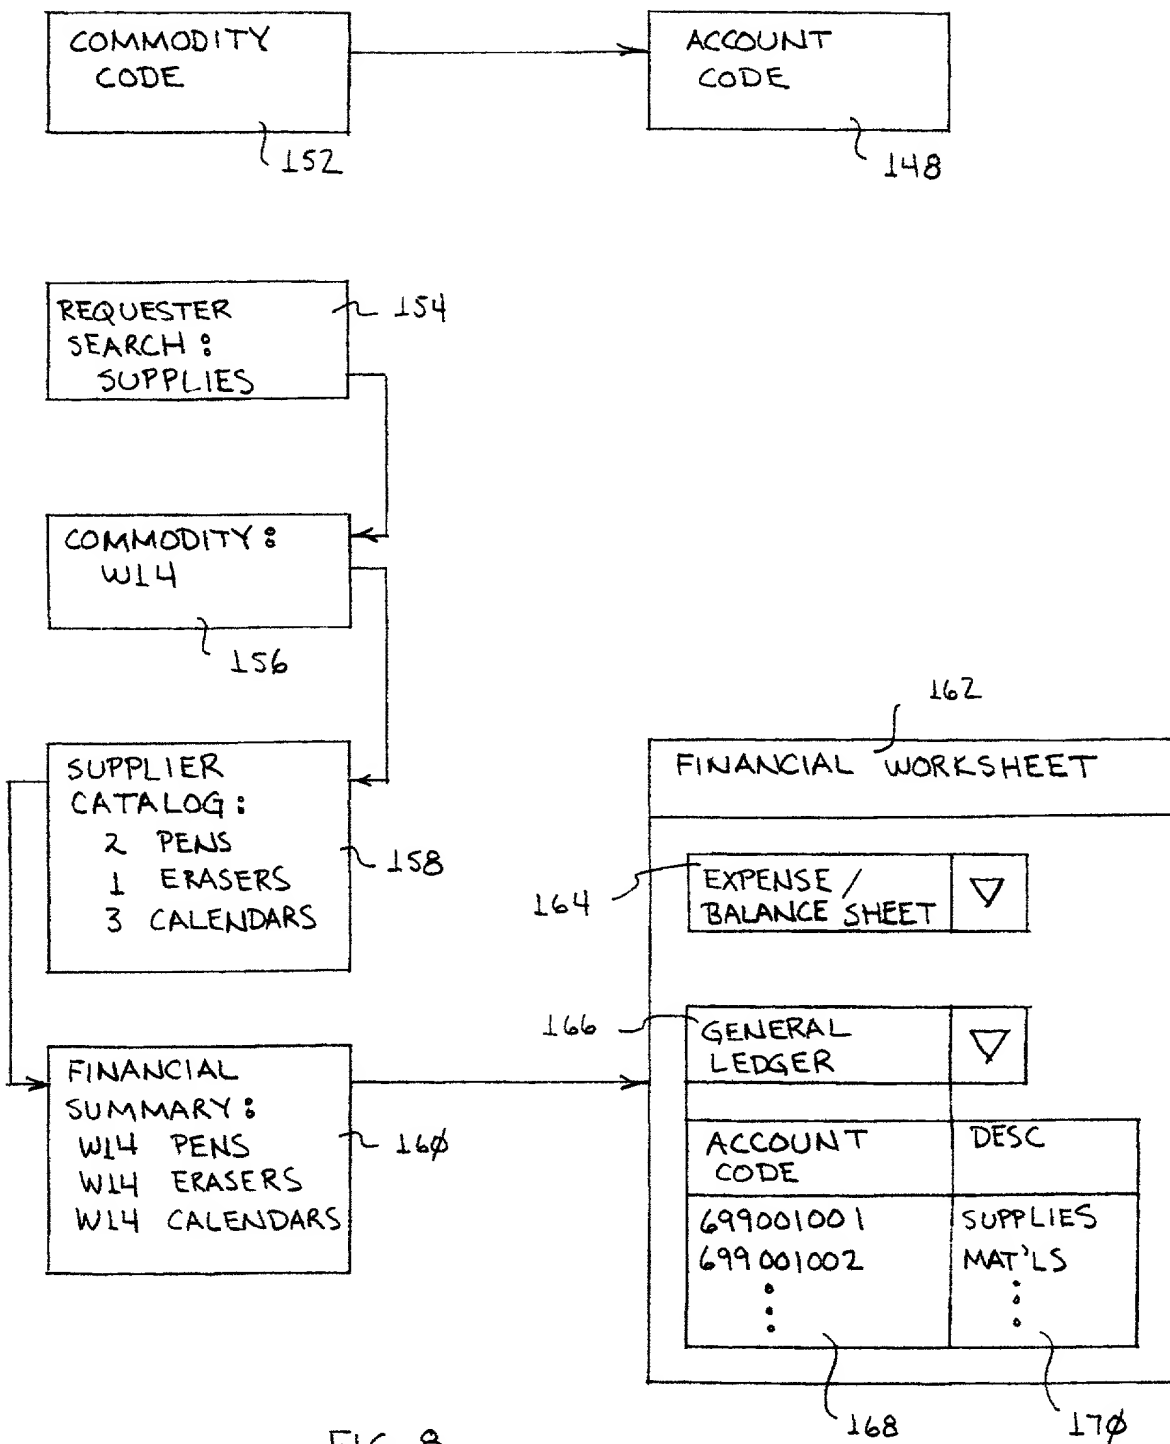 COMMODITY
CODE
152
ACCOUNT
CODE
148
REQUESTER
SEARCH:
SUPPLIES
154
COMMODITY:
W14
156
SUPPLIER
CATALOG:
2 PENS
1 ERASERS
3 CALENDARS
158
FINANCIAL
SUMMARY:
W14 PENS
W14 ERASERS
W14 CALENDARS
16Ø
162
FINANCIAL WORKSHEET
164
EXPENSE/
BALANCE SHEET
166
GENERAL
LEDGER
ACCOUNT
CODE
DESC
699001001 SUPPLIES
699001002 MAT'LS
168
17Ø